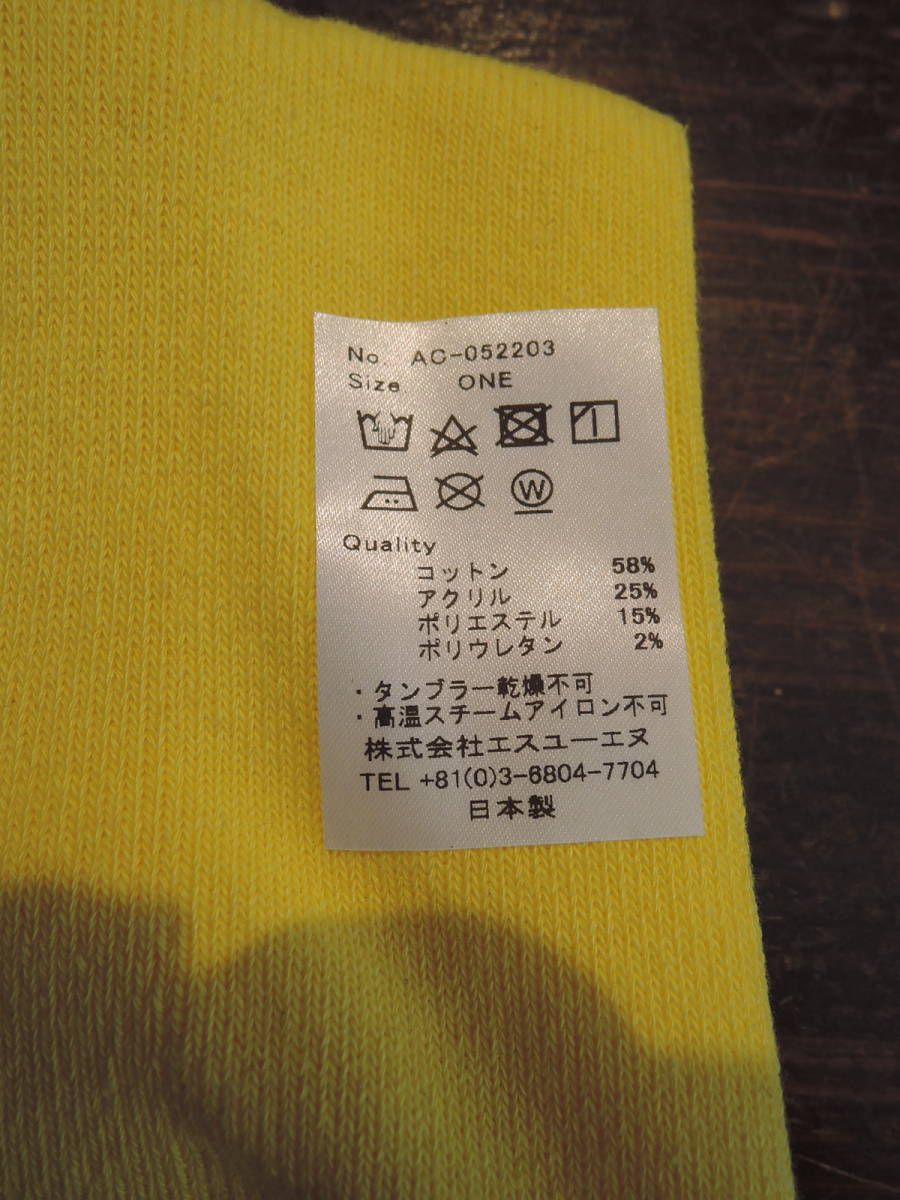 No. AC-052203
Size ONE
W
Quality
コットン 58%
アクリル 25%
ポリエステル 15%
ポリウレタン 2%
・タンブラー乾燥不可
・高温スチームアイロン不可
株式会社エスユーエヌ
TEL +81(0)3-6804-7704
日本製